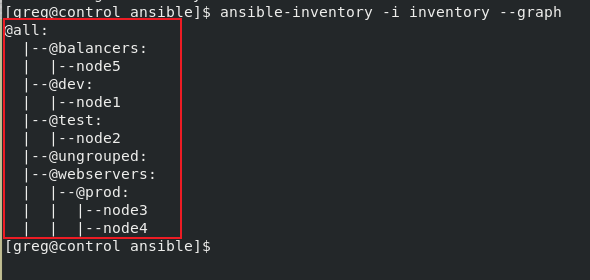 [greg@control ansible]$ ansible-inventory -i inventory --graph
@all:
  |--@balancers:
  |  |--node5
  |--@dev:
  |  |--node1
  |--@test:
  |  |--node2
  |--@ungrouped:
  |--@webservers:
  |  |--@prod:
  |  |  |--node3
  |  |  |--node4
[greg@control ansible]$